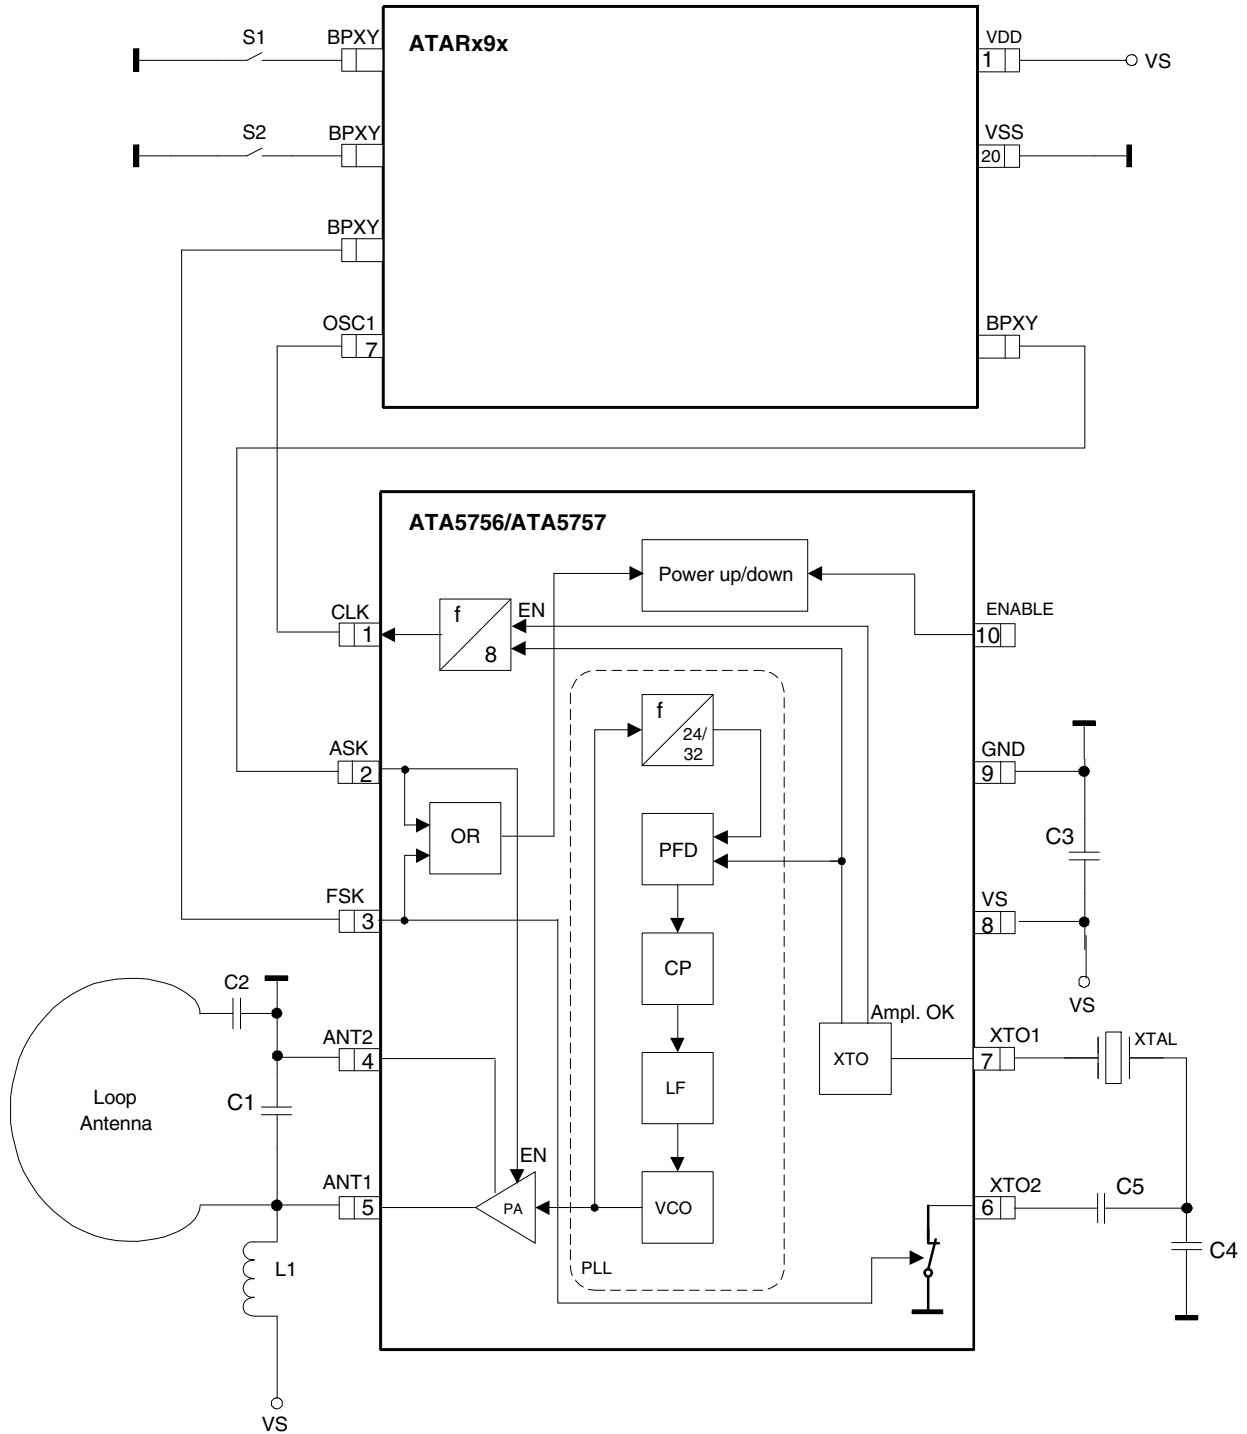 S1
BPXY
ATARx9x
VDD
1
VS
S2
BPXY
VSS
20
BPXY
OSC1
7
BPXY
ATA5756/ATA5757
Power up/down
CLK
1
f
8
EN
ENABLE
10
f
24/
32
ASK
2
GND
9
OR
PFD
C3
FSK
3
VS
8
CP
C2
VS
Ampl. OK
ANT2
4
XTO
XTO1
7
XTAL
Loop
Antenna
C1
LF
EN
ANT1
5
PA
VCO
XTO2
6
C5
C4
L1
PLL
VS